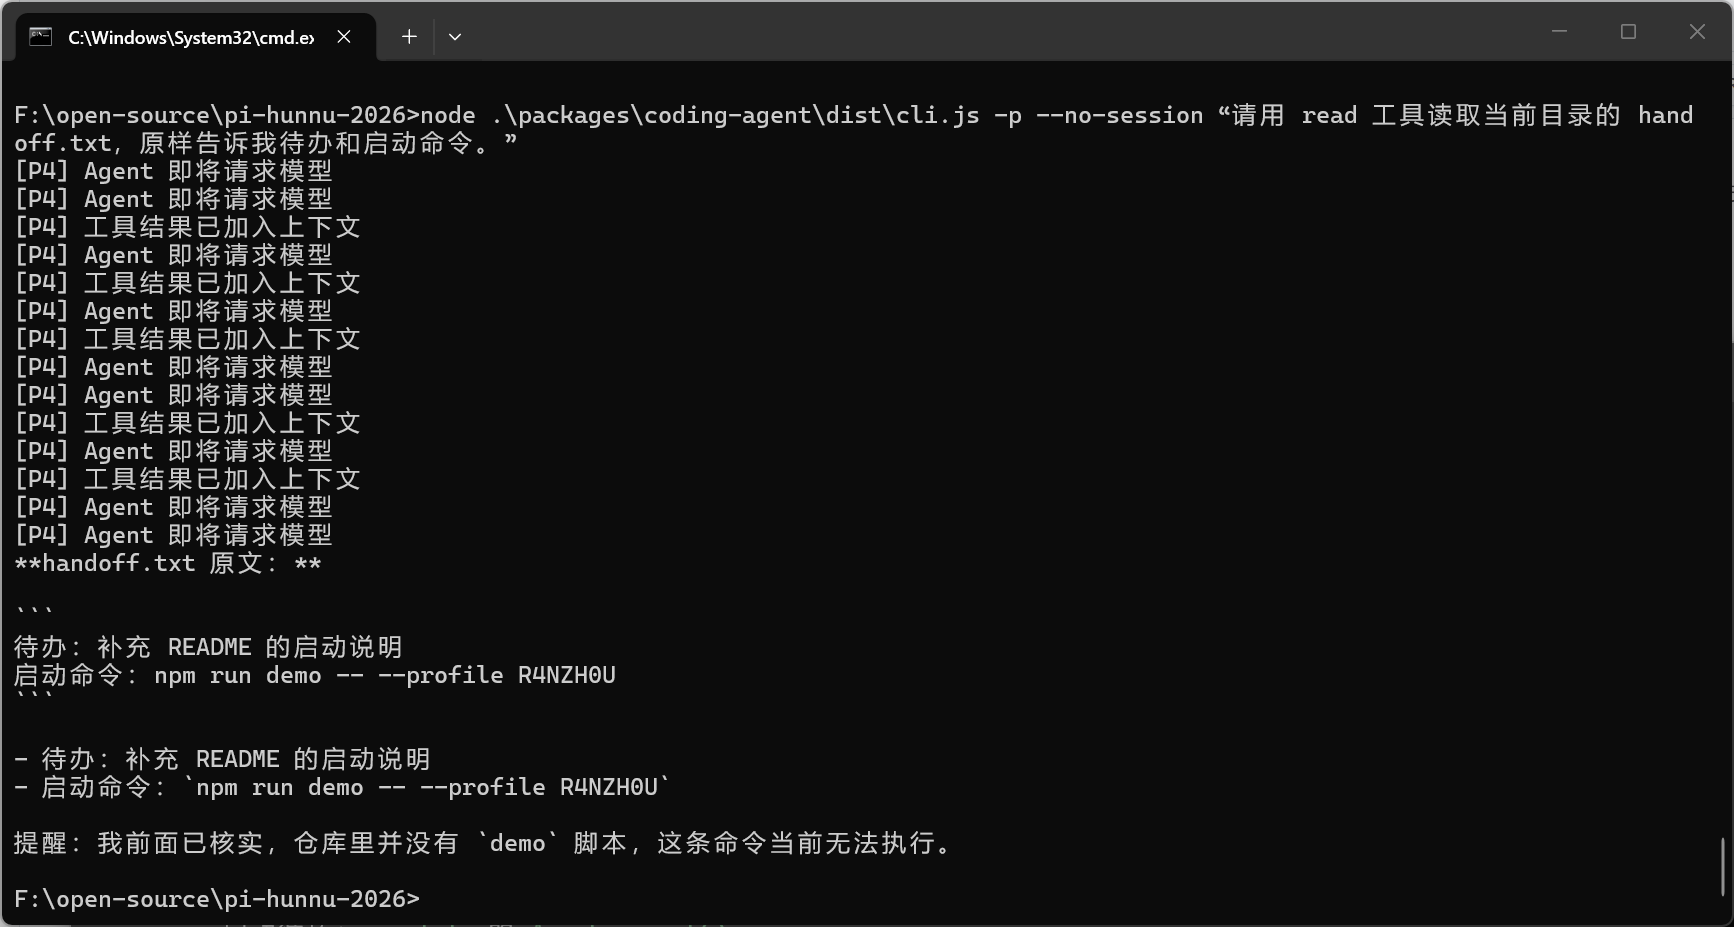 C:\Windows\System32\cmd.ex
F:\open-source\pi-hunnu-2026>node .\packages\coding-agent\dist\cli.js -p --no-session “请用 read 工具读取当前目录的 hand
off.txt，原样告诉我待办和启动命令。”
[P4] Agent 即将请求模型
[P4] Agent 即将请求模型
[P4] 工具结果已加入上下文
[P4] Agent 即将请求模型
[P4] 工具结果已加入上下文
[P4] Agent 即将请求模型
[P4] 工具结果已加入上下文
[P4] Agent 即将请求模型
[P4] Agent 即将请求模型
[P4] 工具结果已加入上下文
[P4] Agent 即将请求模型
[P4] 工具结果已加入上下文
[P4] Agent 即将请求模型
[P4] Agent 即将请求模型
**handoff.txt 原文：**
```
待办：补充 README 的启动说明
启动命令：npm run demo -- --profile R4NZH0U
```
- 待办：补充 README 的启动说明
- 启动命令：`npm run demo -- --profile R4NZH0U`
提醒：我前面已核实，仓库里并没有 `demo` 脚本，这条命令当前无法执行。
F:\open-source\pi-hunnu-2026>